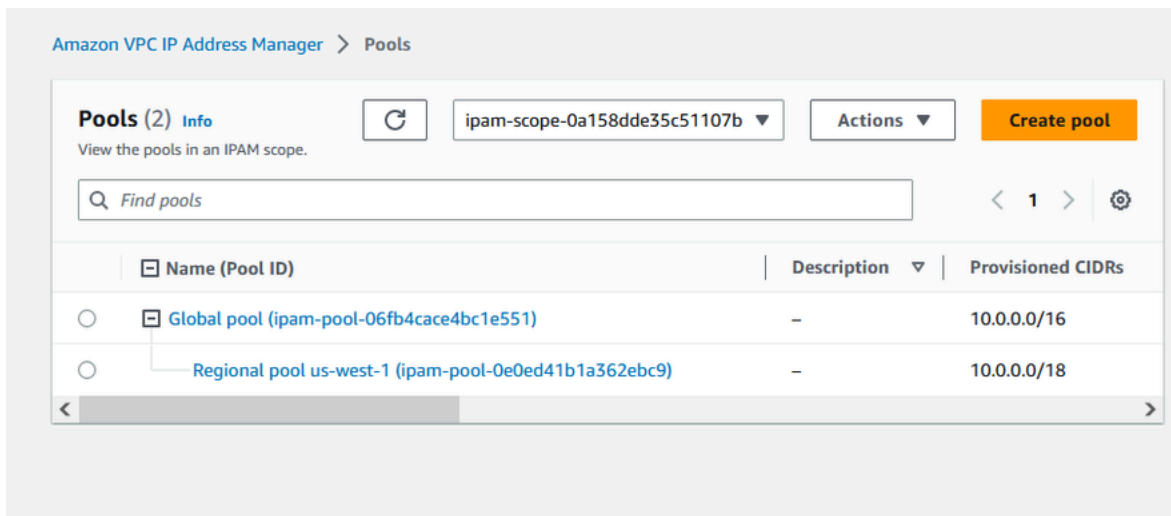 Amazon VPC IP Address Manager > Pools
Pools (2) Info
ipam-scope-0a158dde35c51107b
Actions
Create pool
View the pools in an IPAM scope.
Find pools
1
Name (Pool ID) Description Provisioned CIDRs
Global pool (ipam-pool-06fb4cace4bc1e551) – 10.0.0.0/16
Regional pool us-west-1 (ipam-pool-0e0ed41b1a362ebc9) – 10.0.0.0/18